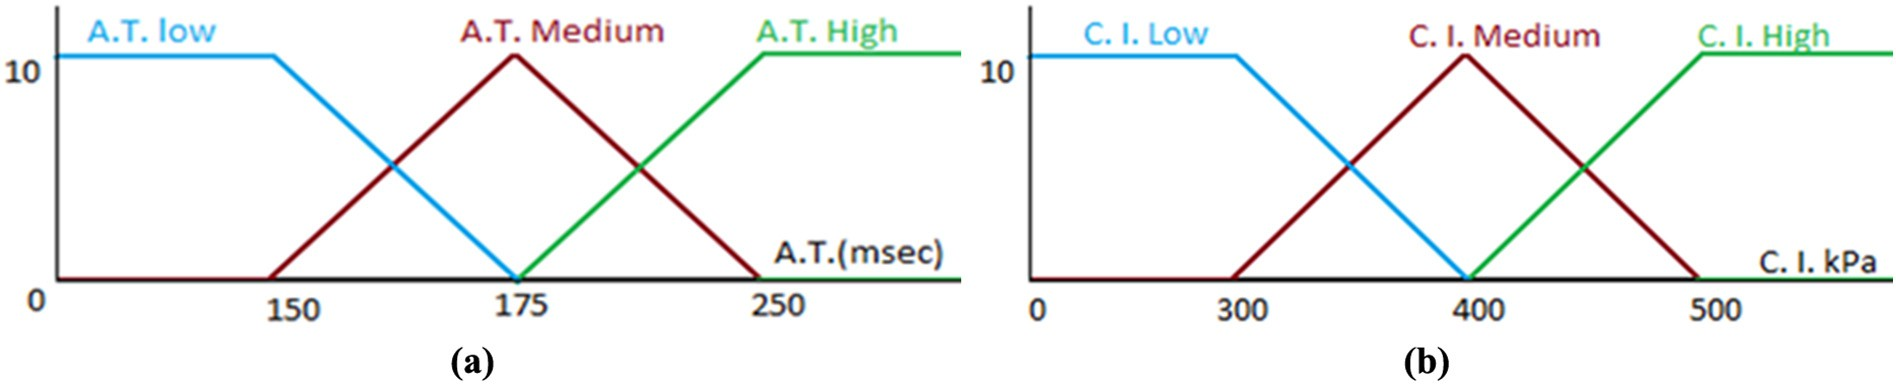 A.T. low A.T. Medium A.T. High
10
A.T.(msec)
0 150 175 250
(a)
C. I. Low C. I. Medium C. I. High
10
C. I. kPa
0 300 400 500
(b)